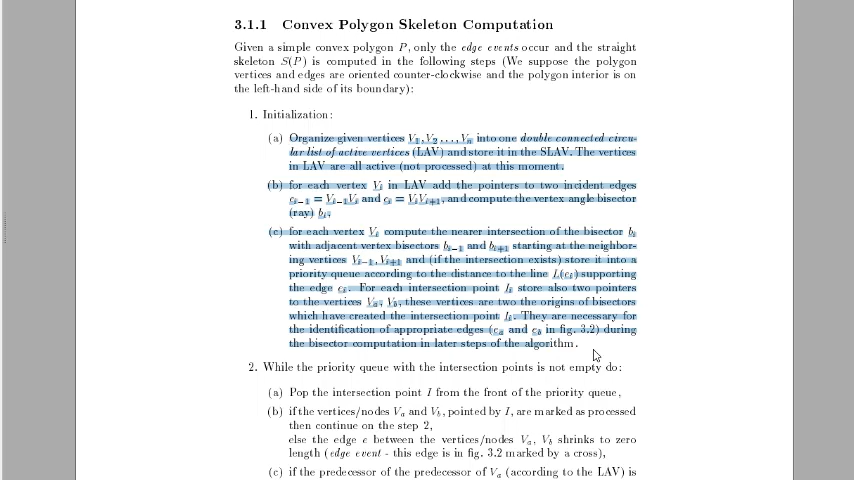 3.1.1 Convex Polygon Skeleton Computation
Given a simple convex polygon P, only the edge events occur and the straight
skeleton S(P) is computed in the following steps (We suppose the polygon
vertices and edges are oriented counter-clockwise and the polygon interior is on
the left-hand side of its boundary):
1. Initialization:
(a) Organize given vertices V₁, V₂ ..., Vₙ into one double connected circu-
lar list of active vertices (LAV) and store it in the SLAV. The vertices
in LAV are all active (not processed) at this moment.
(b) for each vertex Vᵢ in LAV add the pointers to two incident edges
eᵢ₋₁ = Vᵢ₋₁Vᵢ and eᵢ = VᵢVᵢ₊₁, and compute the vertex angle bisector
(ray) bᵢ,
(c) for each vertex Vᵢ compute the nearer intersection of the bisector bᵢ
with adjacent vertex bisectors bᵢ₋₁ and bᵢ₊₁ starting at the neighbor-
ing vertices Vᵢ₋₁, Vᵢ₊₁ and (if the intersection exists) store it into a
priority queue according to the distance to the line L(eᵢ) supporting
the edge eᵢ. For each intersection point Iᵢ store also two pointers
to the vertices Vₐ, V_b, these vertices are two the origins of bisectors
which have created the intersection point Iᵢ. They are necessary for
the identification of appropriate edges (eₐ and e_b in fig. 3.2) during
the bisector computation in later steps of the algorithm.
2. While the priority queue with the intersection points is not empty do:
(a) Pop the intersection point I from the front of the priority queue,
(b) if the vertices/nodes Vₐ and V_b, pointed by I, are marked as processed
then continue on the step 2,
else the edge e between the vertices/nodes Vₐ, V_b shrinks to zero
length (edge event - this edge is in fig. 3.2 marked by a cross),
(c) if the predecessor of the predecessor of Vₐ (according to the LAV) is